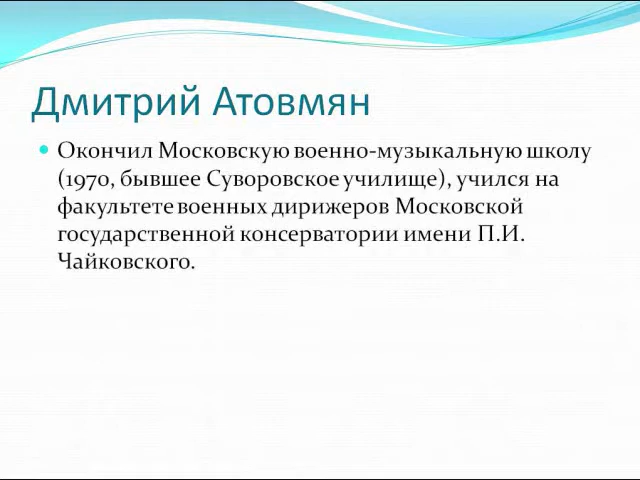 Дмитрий Атовмян
Окончил Московскую военно-музыкальную школу
(1970, бывшее Суворовское училище), учился на
факультете военных дирижеров Московской
государственной консерватории имени П.И.
Чайковского.